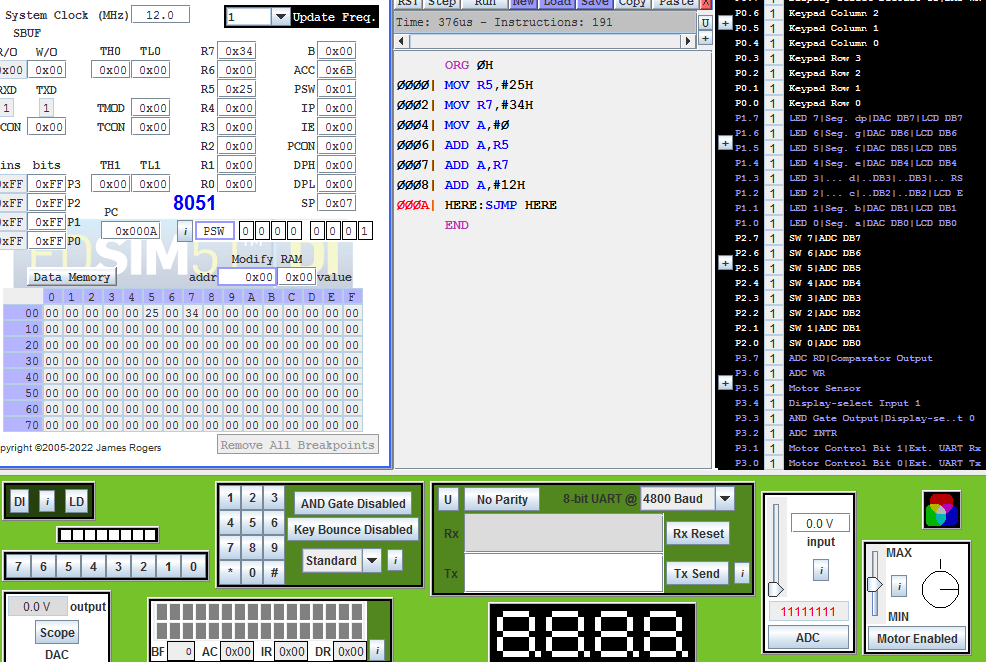 System Clock (MHz) 12.0 1 Update Freq.
SBUF
R/O W/O TH0 TL0 R7 0x34 B 0x00
0x00 0x00 0x00 0x00 R6 0x00 ACC 0x6B
RXD TXD R5 0x25 PSW 0x01
1 1 TMOD 0x00 R4 0x00 IP 0x00
CON 0x00 TCON 0x00 R3 0x00 IE 0x00
R2 0x00 PCON 0x00
ins bits TH1 TL1 R1 0x00 DPH 0x00
0xFF 0xFF P3 0x00 0x00 R0 0x00 DPL 0x00
0xFF 0xFF P2 8051 SP 0x07
0xFF 0xFF P1 PC
0xFF 0xFF P0 0x000A i PSW 0 0 0 0 0 0 0 1
EDSIM51 DI
Modify RAM
Data Memory addr 0x00 0x00 value
0 1 2 3 4 5 6 7 8 9 A B C D E F
00 00 00 00 00 00 25 00 34 00 00 00 00 00 00 00 00
10 00 00 00 00 00 00 00 00 00 00 00 00 00 00 00 00
20 00 00 00 00 00 00 00 00 00 00 00 00 00 00 00 00
30 00 00 00 00 00 00 00 00 00 00 00 00 00 00 00 00
40 00 00 00 00 00 00 00 00 00 00 00 00 00 00 00 00
50 00 00 00 00 00 00 00 00 00 00 00 00 00 00 00 00
60 00 00 00 00 00 00 00 00 00 00 00 00 00 00 00 00
70 00 00 00 00 00 00 00 00 00 00 00 00 00 00 00 00
pyright ©2005-2022 James Rogers Remove All Breakpoints
RST Step Run New Load Save Copy Paste X
Time: 376us - Instructions: 191 U
+
ORG 0H
0000| MOV R5,#25H
0002| MOV R7,#34H
0004| MOV A,#0
0006| ADD A,R5
0007| ADD A,R7
0008| ADD A,#12H
000A| HERE:SJMP HERE
END
P0.6 1 Keypad Column 2
P0.5 1 Keypad Column 1
P0.4 1 Keypad Column 0
P0.3 1 Keypad Row 3
P0.2 1 Keypad Row 2
P0.1 1 Keypad Row 1
P0.0 1 Keypad Row 0
P1.7 1 LED 7|Seg. dp|DAC DB7|LCD DB7
P1.6 1 LED 6|Seg. g|DAC DB6|LCD DB6
P1.5 1 LED 5|Seg. f|DAC DB5|LCD DB5
P1.4 1 LED 4|Seg. e|DAC DB4|LCD DB4
P1.3 1 LED 3|... d|..DB3|..DB3|.. RS
P1.2 1 LED 2|... c|..DB2|..DB2|LCD E
P1.1 1 LED 1|Seg. b|DAC DB1|LCD DB1
P1.0 1 LED 0|Seg. a|DAC DB0|LCD DB0
P2.7 1 SW 7|ADC DB7
P2.6 1 SW 6|ADC DB6
P2.5 1 SW 5|ADC DB5
P2.4 1 SW 4|ADC DB4
P2.3 1 SW 3|ADC DB3
P2.2 1 SW 2|ADC DB2
P2.1 1 SW 1|ADC DB1
P2.0 1 SW 0|ADC DB0
P3.7 1 ADC RD|Comparator Output
P3.6 1 ADC WR
P3.5 1 Motor Sensor
P3.4 1 Display-select Input 1
P3.3 1 AND Gate Output|Display-se..t 0
P3.2 1 ADC INTR
P3.1 1 Motor Control Bit 1|Ext. UART Rx
P3.0 1 Motor Control Bit 0|Ext. UART Tx
DI i LD
7 6 5 4 3 2 1 0
0.0 V output
Scope
DAC
1 2 3 AND Gate Disabled
4 5 6 Key Bounce Disabled
7 8 9 Standard i
* 0 #
BF 0 AC 0x00 IR 0x00 DR 0x00 i
U No Parity 8-bit UART @ 4800 Baud
Rx Rx Reset
Tx Tx Send i
8.8.8.8.
0.0 V
input
i
11111111
ADC
MAX
i
MIN
Motor Enabled